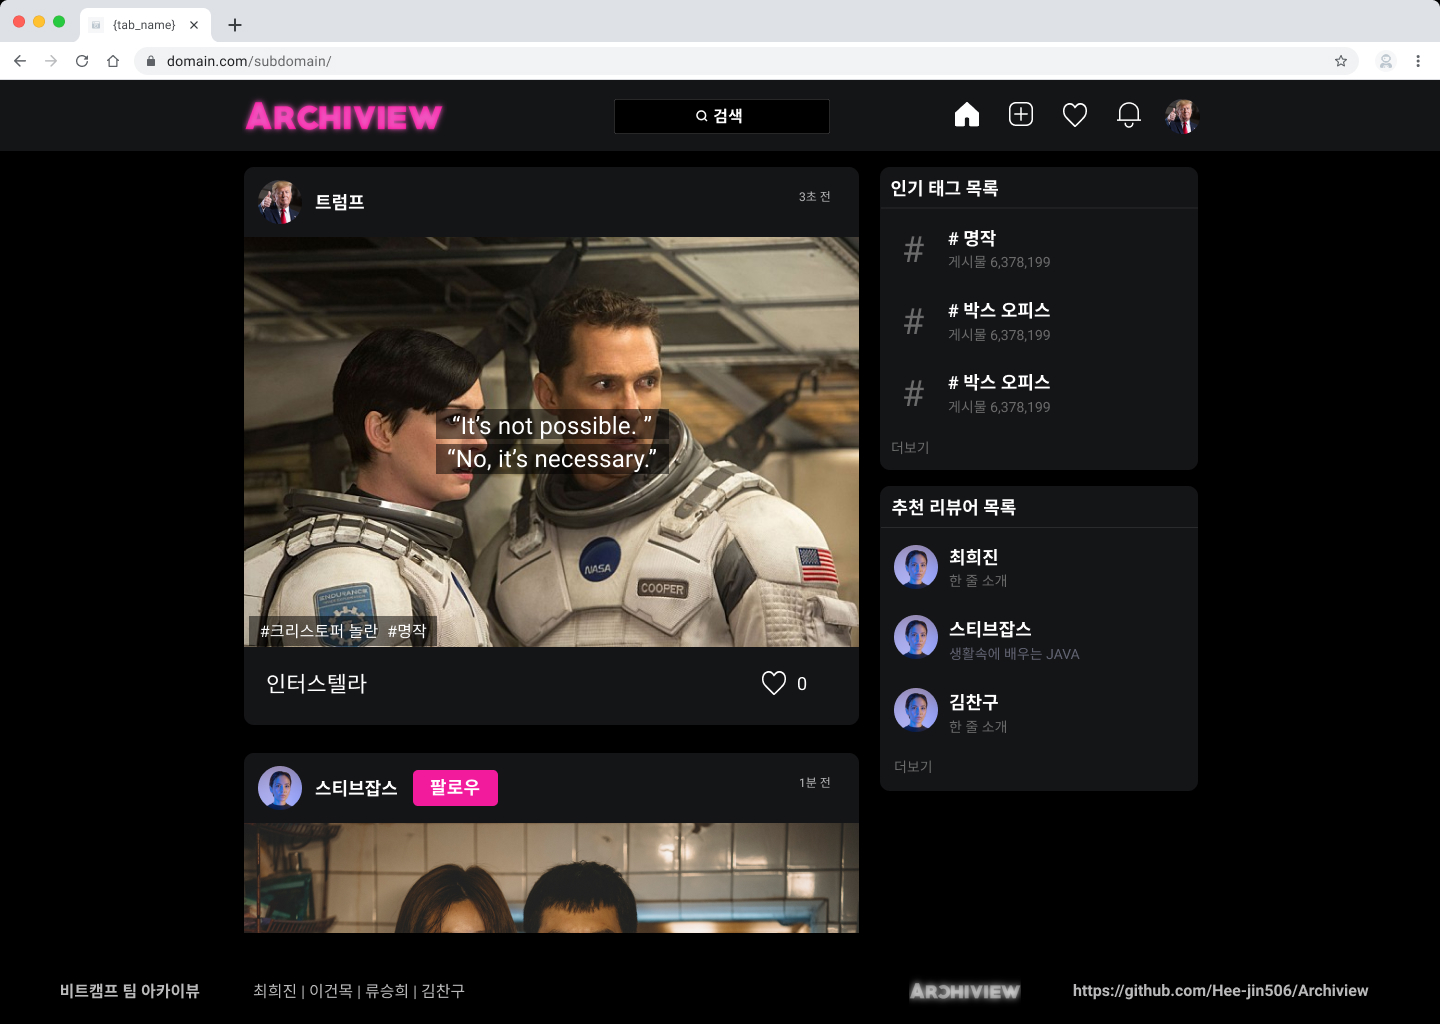 {tab_name}
domain.com/subdomain/
ARCHIVIEW
검색
트럼프
3초 전
“It’s not possible. ”
“No, it’s necessary.”
NASA
COOPER
ENDURANCE
#크리스토퍼 놀란 #명작
인터스텔라
0
스티브잡스
팔로우
1분 전
인기 태그 목록
#
# 명작
게시물 6,378,199
#
# 박스 오피스
게시물 6,378,199
#
# 박스 오피스
게시물 6,378,199
더보기
추천 리뷰어 목록
최희진
한 줄 소개
스티브잡스
생활속에 배우는 JAVA
김찬구
한 줄 소개
더보기
비트캠프 팀 아카이뷰
최희진 | 이건목 | 류승희 | 김찬구
ARCHIVIEW
https://github.com/Hee-jin506/Archiview